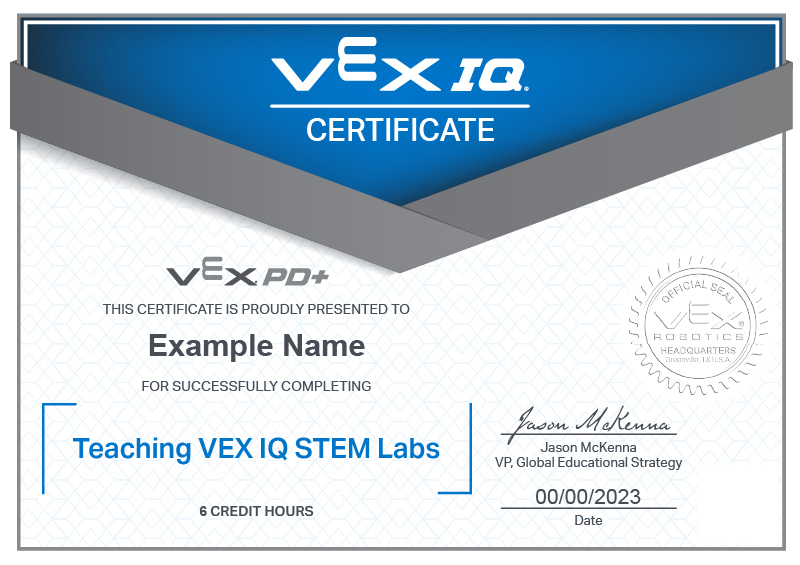 VEX IQ®
CERTIFICATE
VEX PD+
THIS CERTIFICATE IS PROUDLY PRESENTED TO
Example Name
FOR SUCCESSFULLY COMPLETING
Teaching VEX IQ STEM Labs
6 CREDIT HOURS
OFFICIAL SEAL
VEX®
ROBOTICS
HEADQUARTERS
Greenville, TX U.S.A.
Jason McKenna
Jason McKenna
VP, Global Educational Strategy
00/00/2023
Date